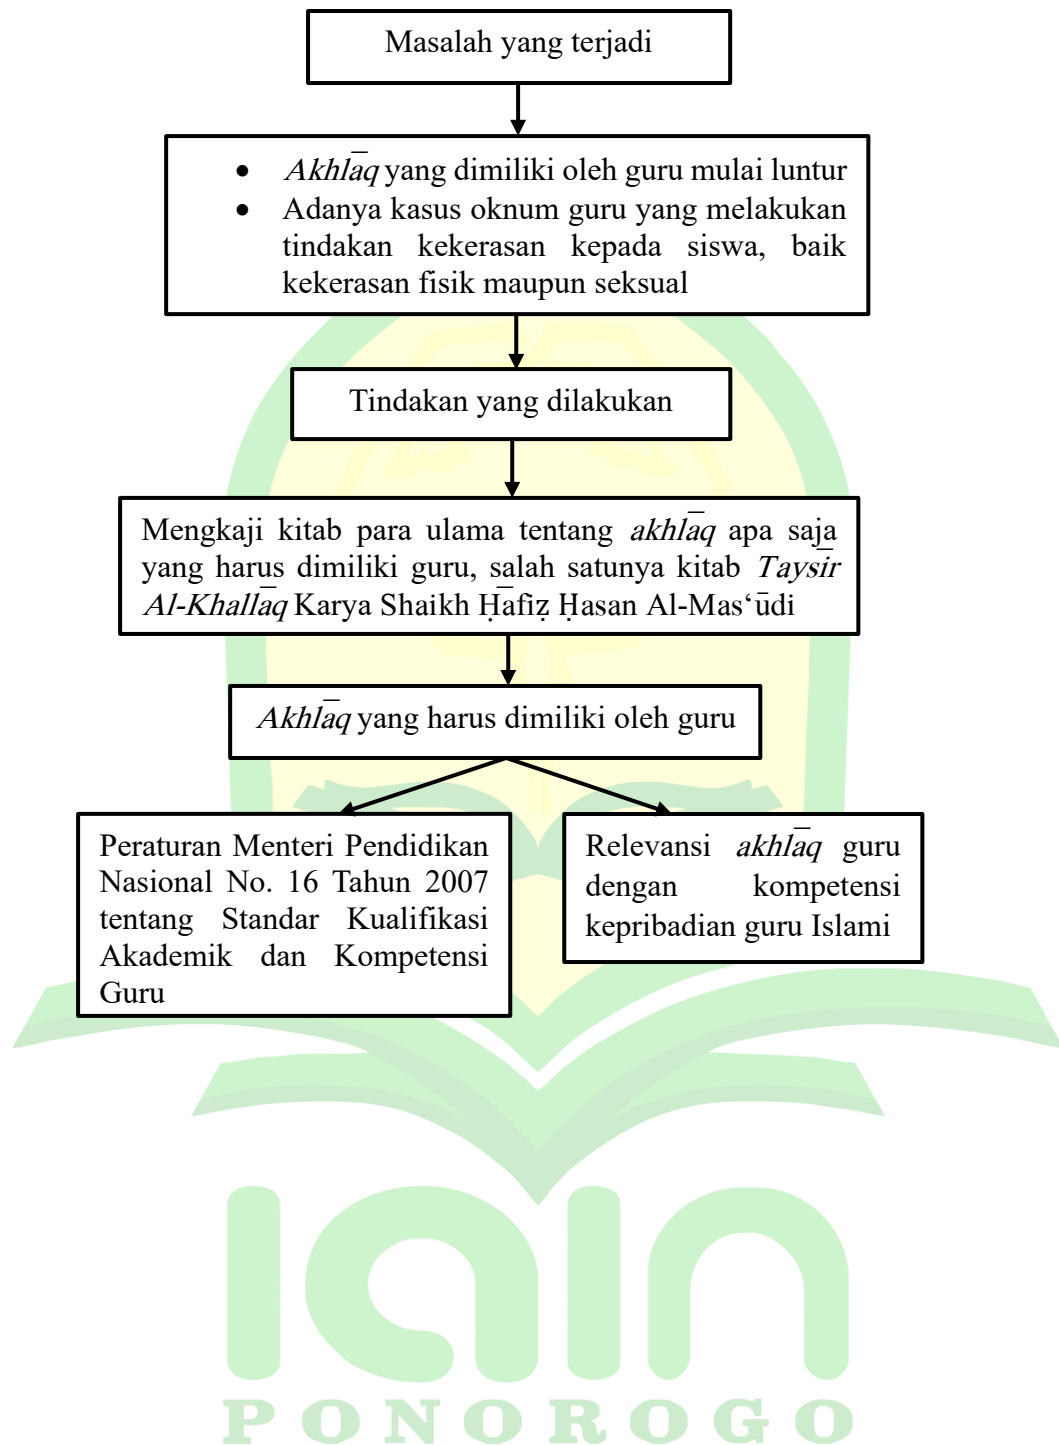 Masalah yang terjadi
• Akhlāq yang dimiliki oleh guru mulai luntur
• Adanya kasus oknum guru yang melakukan
tindakan kekerasan kepada siswa, baik
kekerasan fisik maupun seksual
Tindakan yang dilakukan
Mengkaji kitab para ulama tentang akhlāq apa saja
yang harus dimiliki guru, salah satunya kitab Taysīr
Al-Khallāq Karya Shaikh Ḥāfiẓ Ḥasan Al-Mas‘ūdi
Akhlāq yang harus dimiliki oleh guru
Peraturan Menteri Pendidikan
Nasional No. 16 Tahun 2007
tentang Standar Kualifikasi
Akademik dan Kompetensi
Guru
Relevansi akhlāq guru
dengan kompetensi
kepribadian guru Islami
iain
PONOROGO